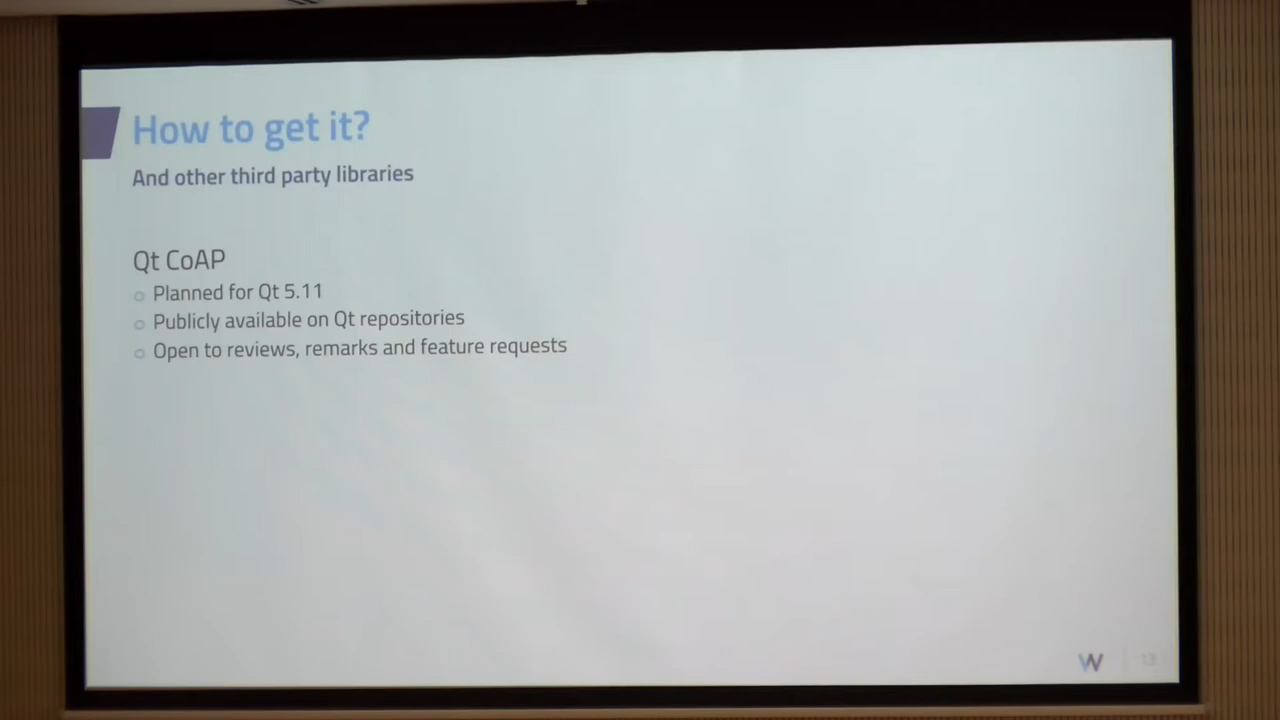 How to get it?
And other third party libraries
Qt CoAP
Planned for Qt 5.11
Publicly available on Qt repositories
Open to reviews, remarks and feature requests
W
13